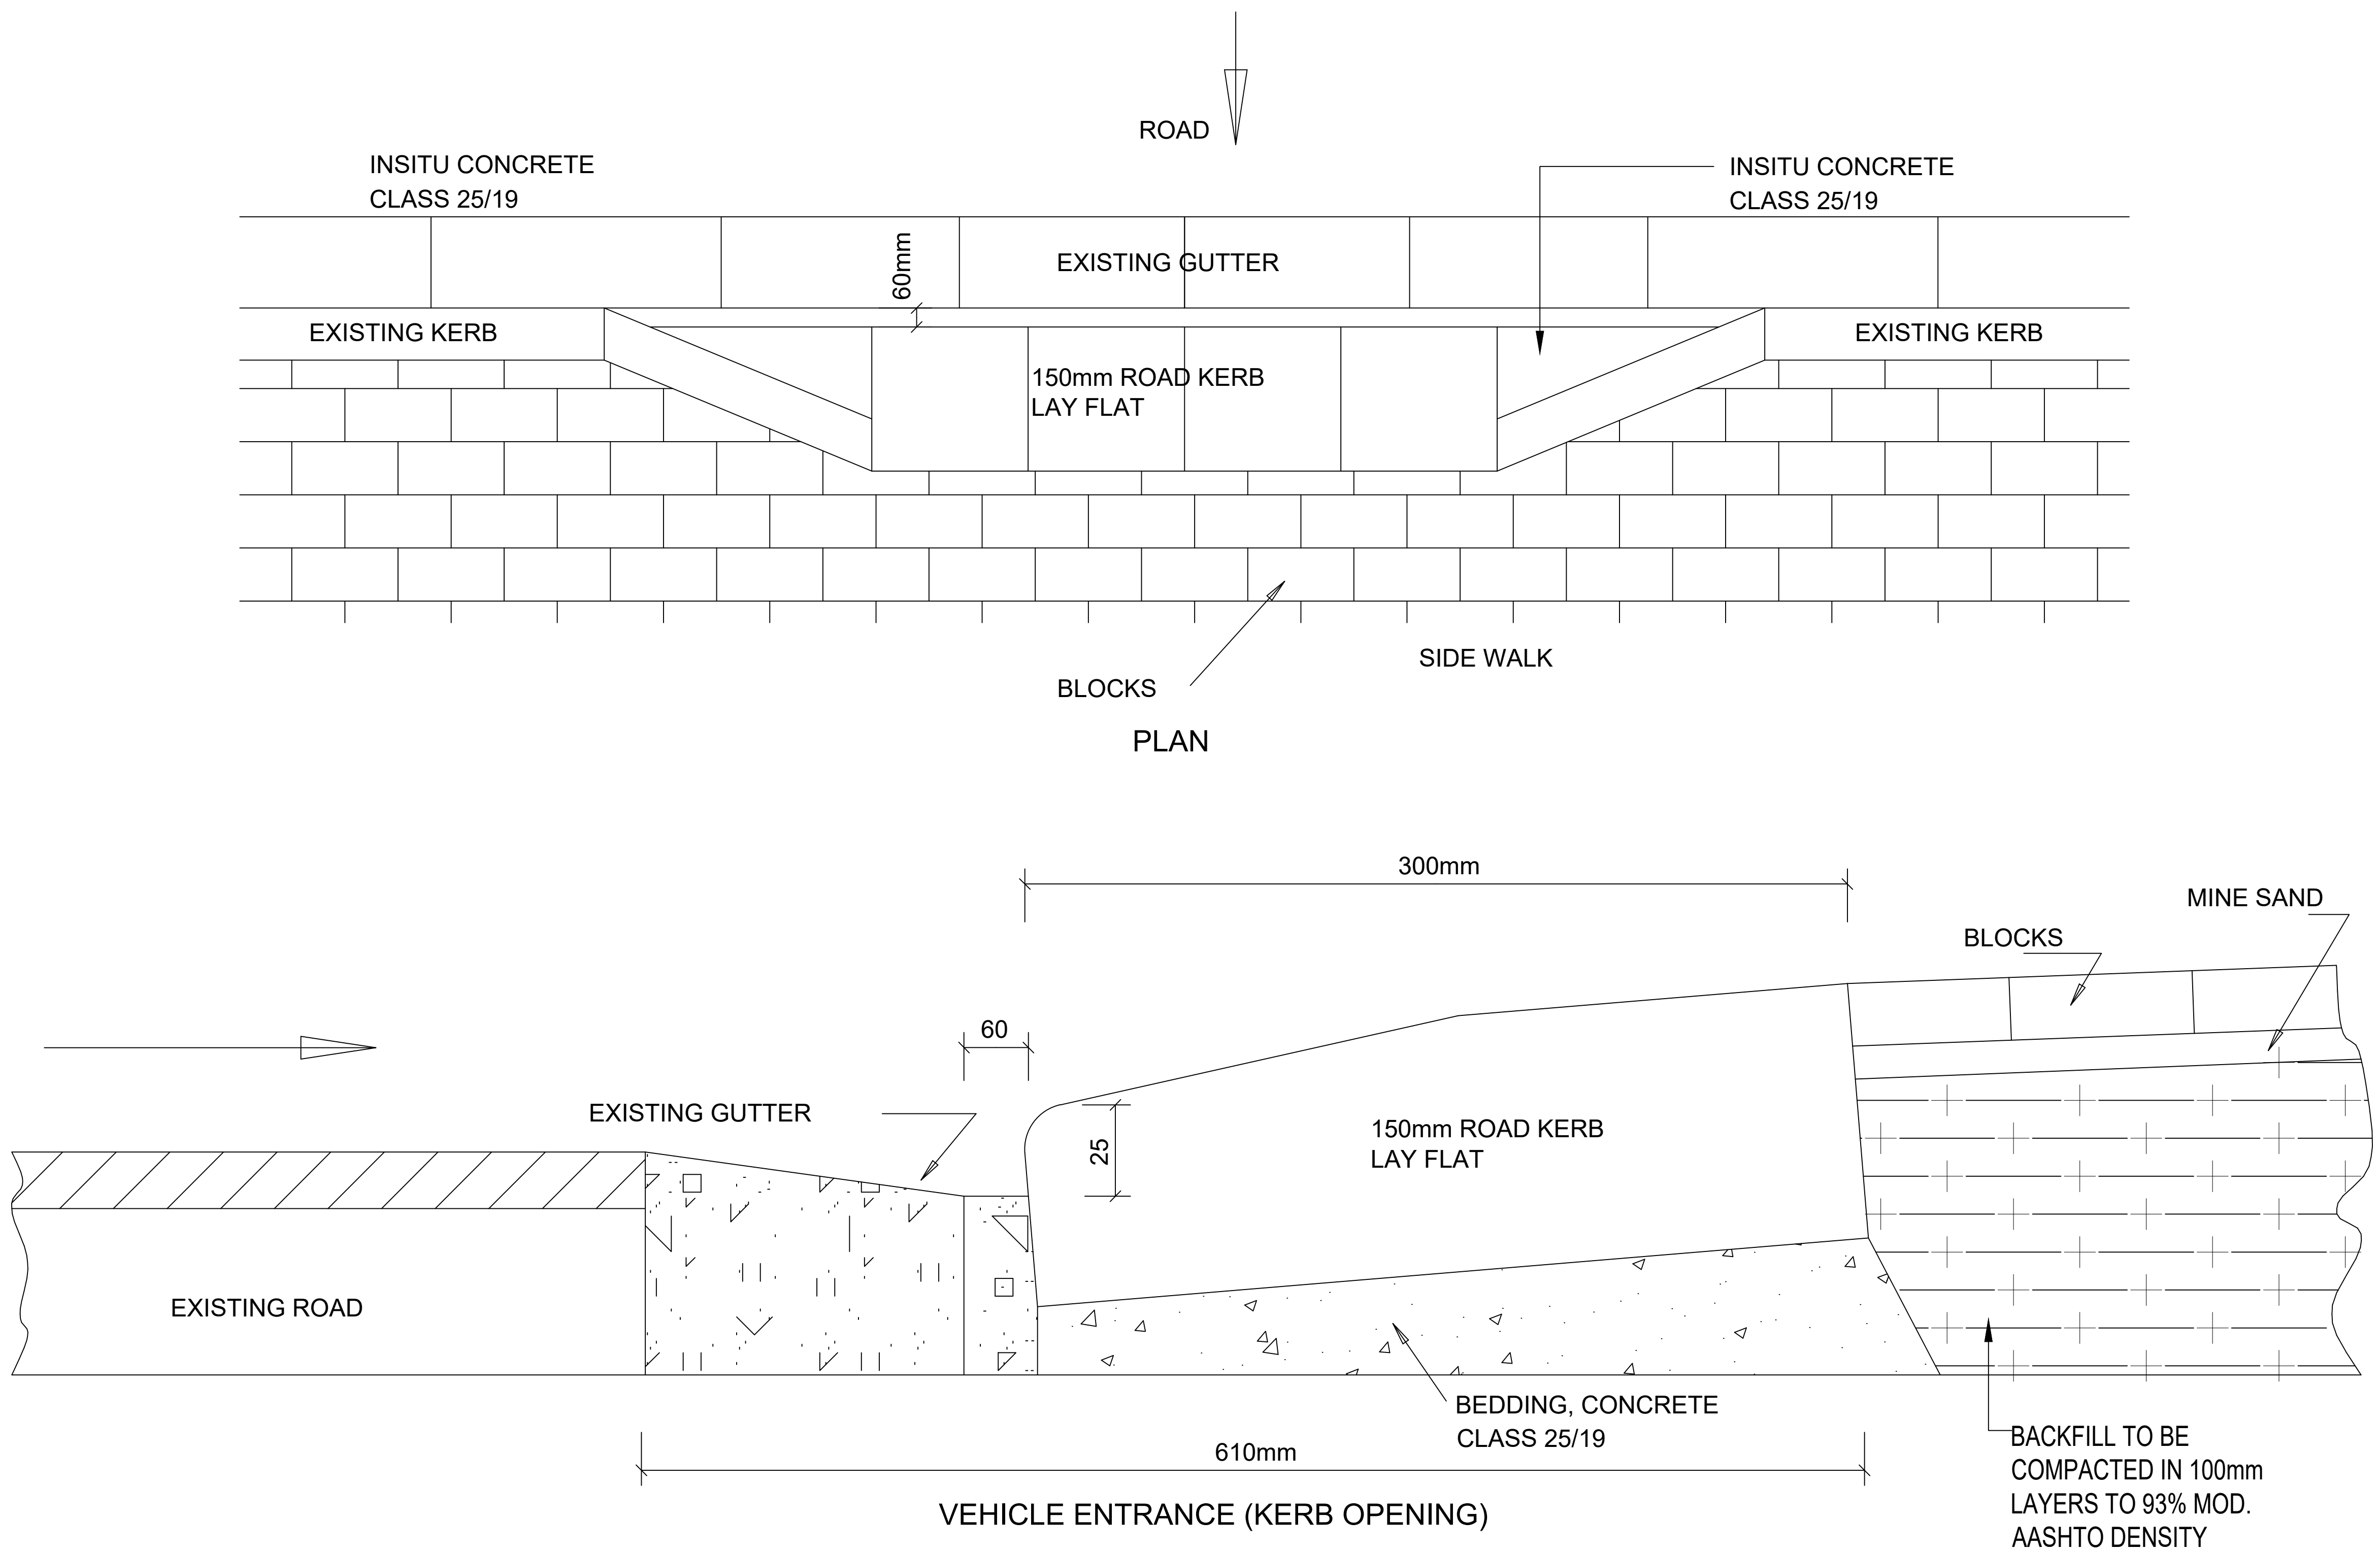 ROAD
INSITU CONCRETE
CLASS 25/19
INSITU CONCRETE
CLASS 25/19
60mm
EXISTING GUTTER
EXISTING KERB
EXISTING KERB
150mm ROAD KERB
LAY FLAT
SIDE WALK
BLOCKS
PLAN
300mm
MINE SAND
BLOCKS
60
EXISTING GUTTER
25
150mm ROAD KERB
LAY FLAT
EXISTING ROAD
BEDDING, CONCRETE
CLASS 25/19
610mm
BACKFILL TO BE
COMPACTED IN 100mm
LAYERS TO 93% MOD.
AASHTO DENSITY
VEHICLE ENTRANCE (KERB OPENING)